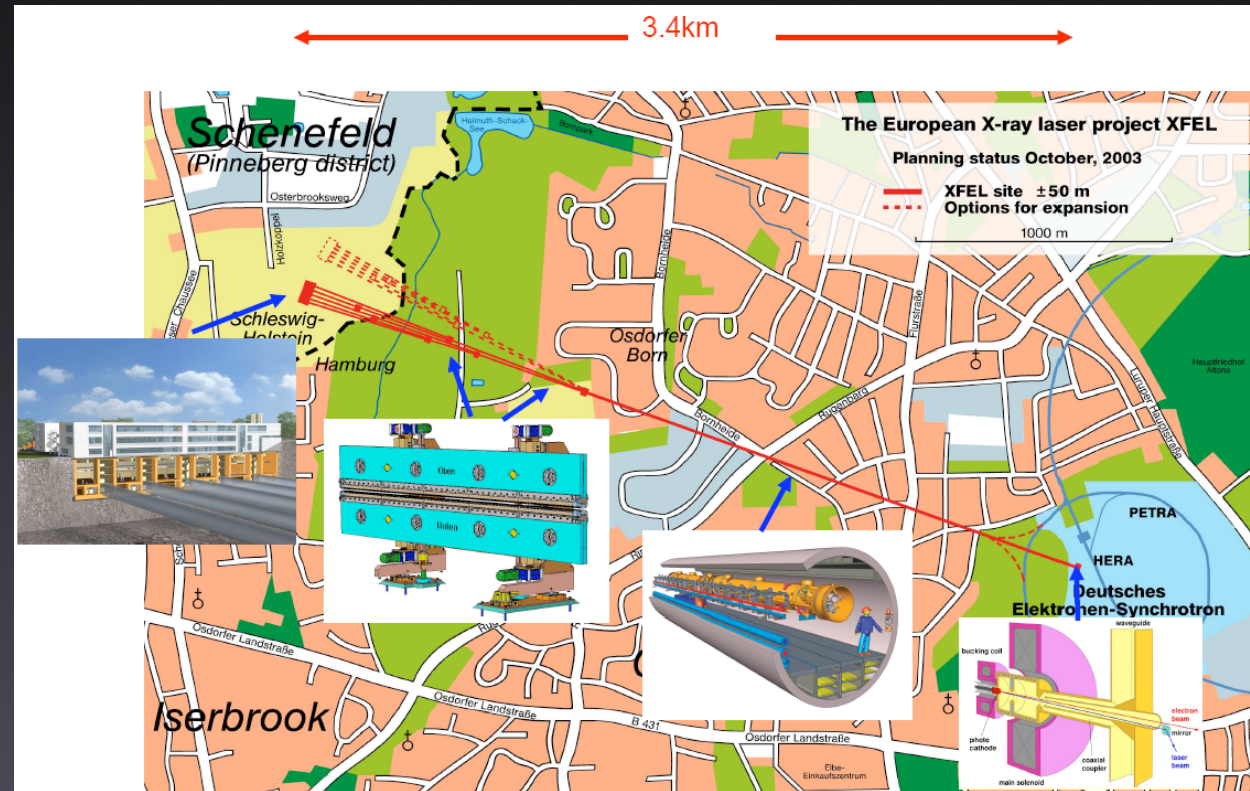 3.4km
Schenefeld
(Pinneberg district)
Helmuth-Schack-
See
Bornpark
The European X-ray laser project XFEL
Planning status October, 2003
XFEL site ±50 m
Options for expansion
1000 m
Osterbrooksweg
Holzkoppel
Bornheide
Flurstraße
Schleswig-
Holstein
Hamburg
Osdorfer
Born
Rugenbarg
Bornheide
Luruper Hauptstraße
Hauptfriedhof
Altona
Oben
Unten
PETRA
HERA
Deutsches
Elektronen-Synchrotron
waveguide
bucking coil
photo
cathode
main solenoid
coaxial
coupler
electron
beam
mirror
laser
beam
Osdorfer Landstraße
Iserbrook
Osdorfer Landstraße
B 431
Osdorfer Landstraße
Elbe-
Einkaufszentrum